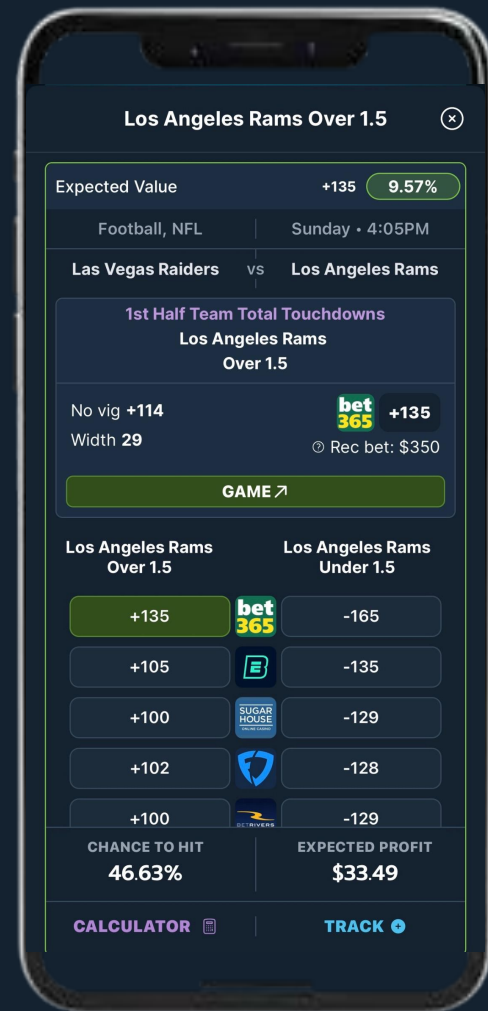 Los Angeles Rams Over 1.5
Expected Value +135 9.57%
Football, NFL Sunday • 4:05PM
Las Vegas Raiders vs Los Angeles Rams
1st Half Team Total Touchdowns
Los Angeles Rams
Over 1.5
No vig +114 bet365 +135
Width 29 Rec bet: $350
GAME
Los Angeles Rams Over 1.5 Los Angeles Rams Under 1.5
+135 bet365 -165
+105 -135
+100 SUGAR HOUSE ONLINE CASINO -129
+102 -128
+100 BETRIVERS -129
CHANCE TO HIT EXPECTED PROFIT
46.63% $33.49
CALCULATOR TRACK